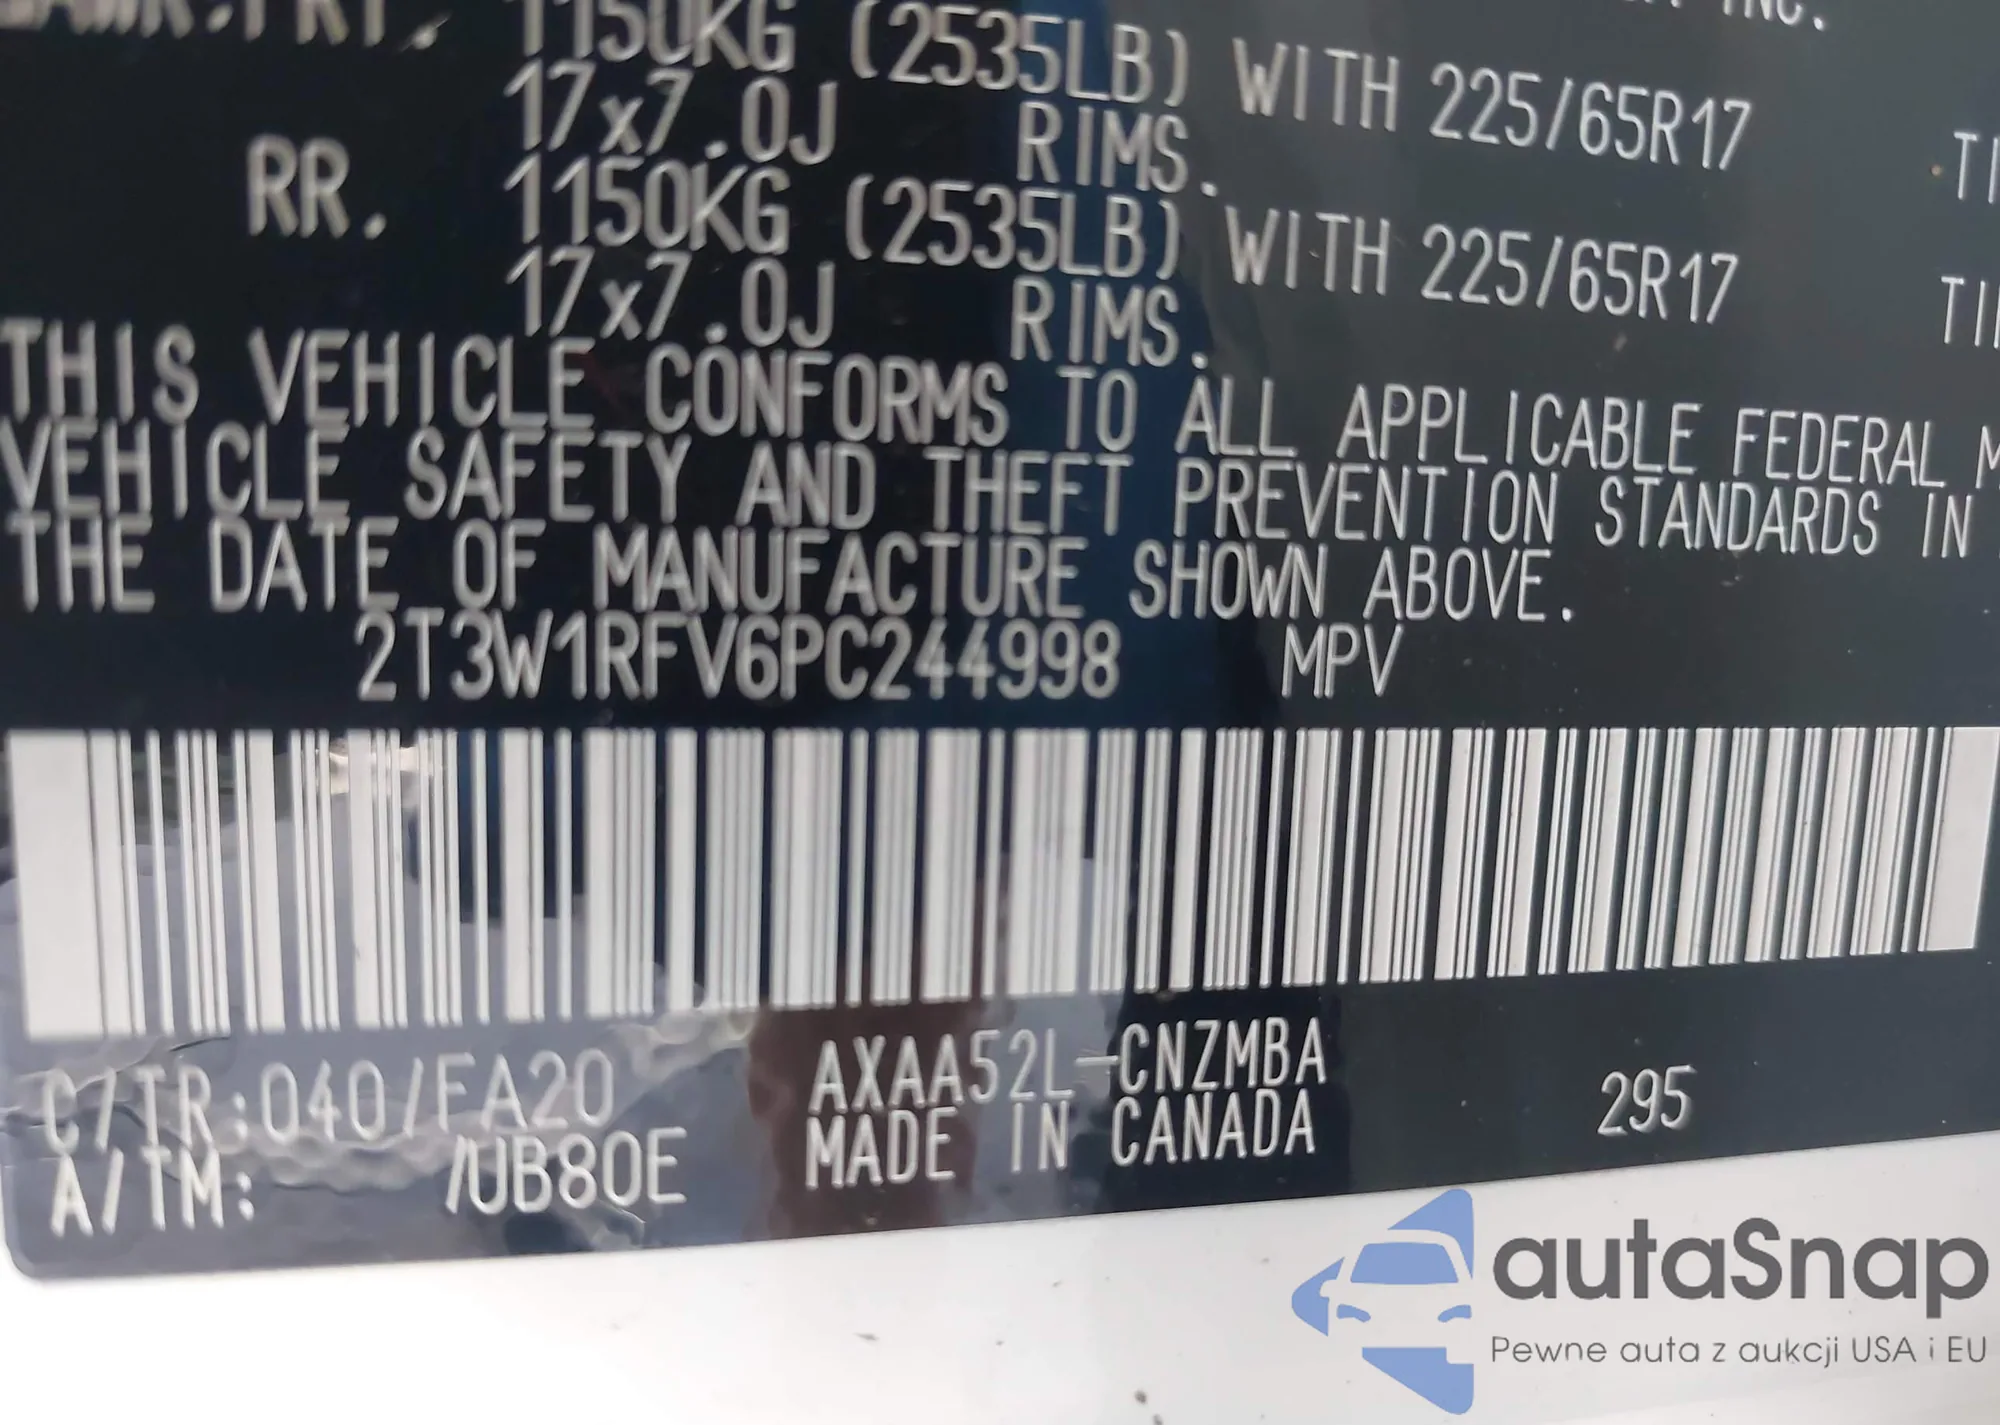 INC.
1150KG (2535LB) WITH 225/65R17
17x7.0J RIMS.
RR. 1150KG (2535LB) WITH 225/65R17
17x7.0J RIMS.
THIS VEHICLE CONFORMS TO ALL APPLICABLE FEDERAL M
VEHICLE SAFETY AND THEFT PREVENTION STANDARDS IN
THE DATE OF MANUFACTURE SHOWN ABOVE.
2T3W1RFV6PC244998 MPV
C/TR:040/FA20 AXAA52L-CNZMBA 295
A/TM: /UB80E MADE IN CANADA
autaSnap
Pewne auta z aukcji USA i EU